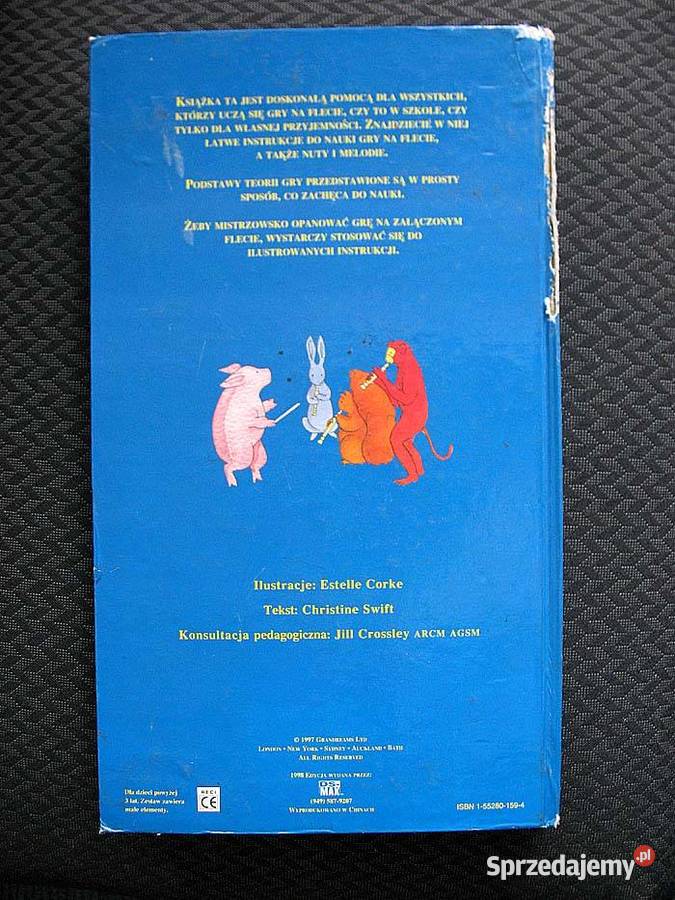 KSIĄŻKA TA JEST DOSKONAŁĄ POMOCĄ DLA WSZYSTKICH,
KTÓRZY UCZĄ SIĘ GRY NA FLECIE, CZY TO W SZKOLE, CZY
TYLKO DLA WŁASNEJ PRZYJEMNOŚCI. ZNAJDZIECIE W NIEJ
ŁATWE INSTRUKCJE DO NAUKI GRY NA FLECIE,
A TAKŻE NUTY I MELODIE.
PODSTAWY TEORII GRY PRZEDSTAWIONE SĄ W PROSTY
SPOSÓB, CO ZACHĘCA DO NAUKI.
ŻEBY MISTRZOWSKO OPANOWAĆ GRĘ NA ZAŁĄCZONYM
FLECIE, WYSTARCZY STOSOWAĆ SIĘ DO
ILUSTROWANYCH INSTRUKCJI.
Ilustracje: Estelle Corke
Tekst: Christine Swift
Konsultacja pedagogiczna: Jill Crossley ARCM AGSM
© 1997 GRANDREAMS LTD
LONDON • NEW YORK • SYDNEY • AUCKLAND • BATH
ALL RIGHTS RESERVED
1998 EDYCJA WYDANA PRZEZ:
DS-MAX
(949) 587-9207
WYPRODUKOWANO W CHINACH
Dla dzieci powyżej
3 lat. Zestaw zawiera
małe elementy.
CE
ISBN 1-55280-159-4
Sprzedajemy.pl